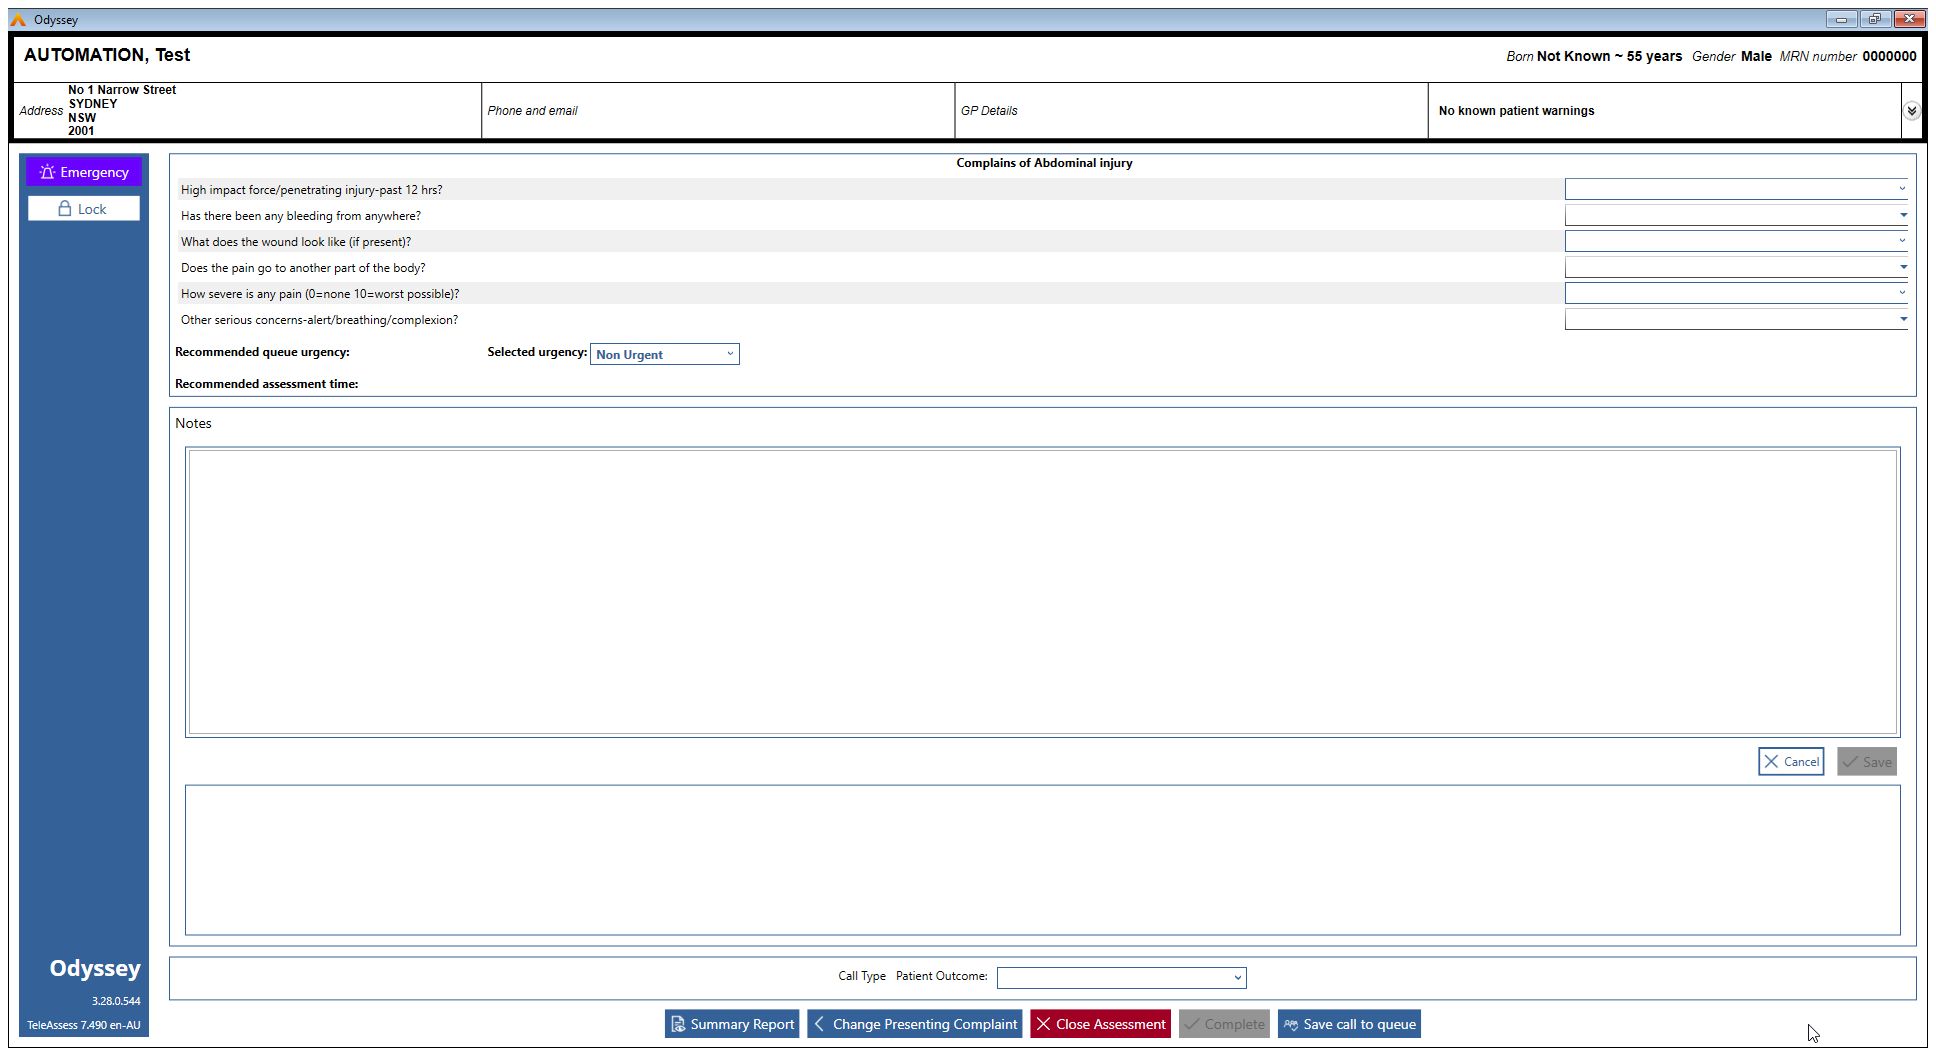 Odyssey
AUTOMATION, Test
Born Not Known ~ 55 years Gender Male MRN number 0000000
Address
No 1 Narrow Street
SYDNEY
NSW
2001
Phone and email
GP Details
No known patient warnings
Emergency
Lock
Complains of Abdominal injury
High impact force/penetrating injury-past 12 hrs?
Has there been any bleeding from anywhere?
What does the wound look like (if present)?
Does the pain go to another part of the body?
How severe is any pain (0=none 10=worst possible)?
Other serious concerns-alert/breathing/complexion?
Recommended queue urgency: Selected urgency: Non Urgent
Recommended assessment time:
Notes
Cancel Save
Call Type Patient Outcome:
Summary Report Change Presenting Complaint Close Assessment Complete Save call to queue
Odyssey
3.28.0.544
TeleAssess 7.490 en-AU